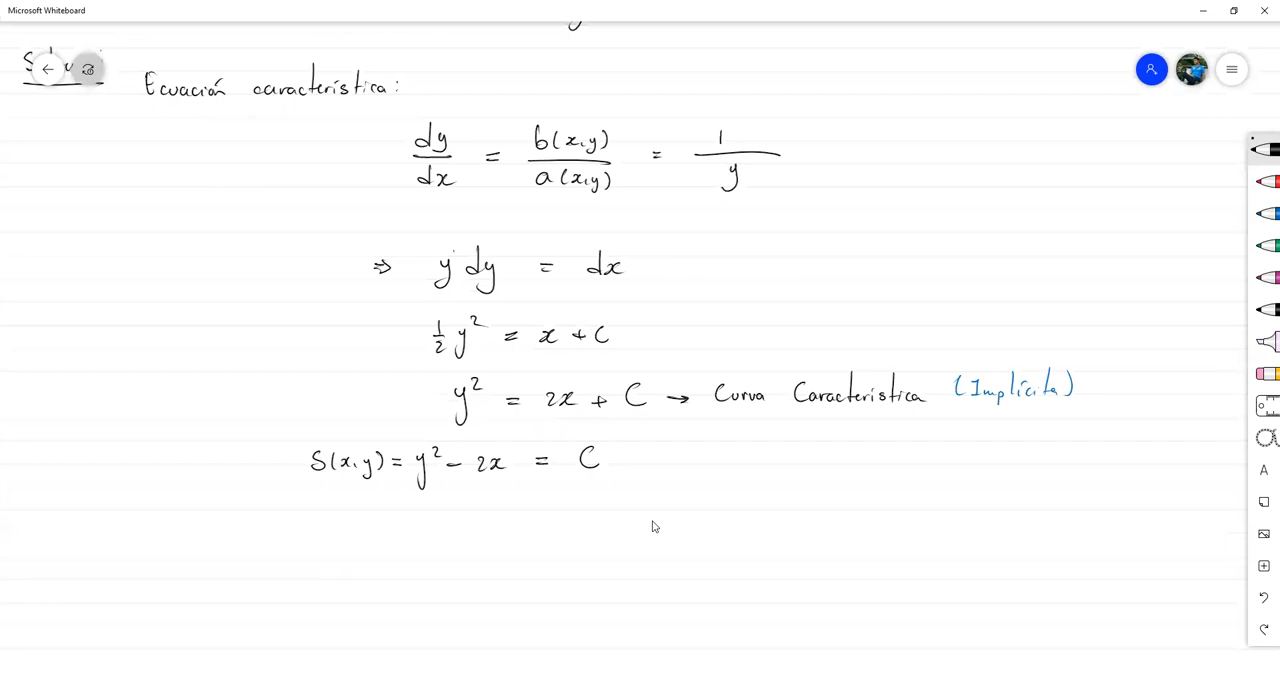 Microsoft Whiteboard
Ecuación característica:
dy/dx = b(x,y)/a(x,y) = 1/y
⇒ y dy = dx
1/2 y² = x + C
y² = 2x + C → Curva Característica (Implícita)
S(x,y) = y² - 2x = C
A